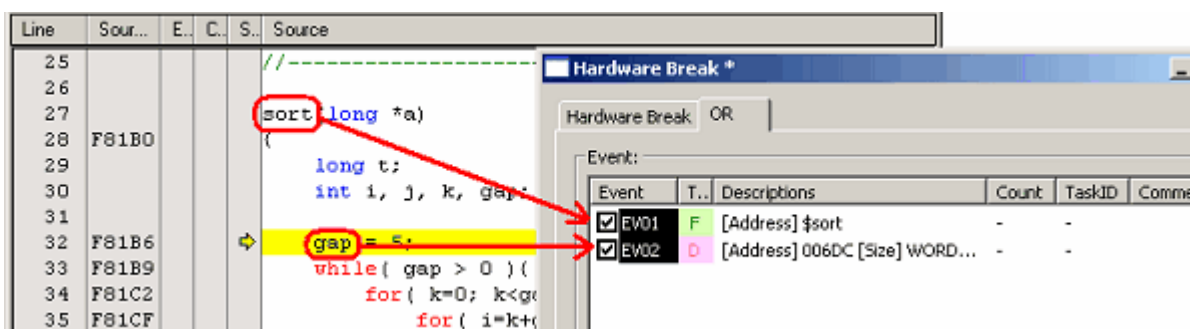 Line Sour... E.. C.. S.. Source
25 //--------------------
26
27 sort(long *a)
28 F81B0 {
29 long t;
30 int i, j, k, gap;
31
32 F81B6 gap = 5;
33 F81B9 while( gap > 0 ){
34 F81C2 for( k=0; k<
35 F81CF for( i=k+
Hardware Break *
Hardware Break OR
Event:
Event T.. Descriptions Count TaskID Comme
EV01 F [Address] $sort - -
EV02 D [Address] 006DC [Size] WORD... - -